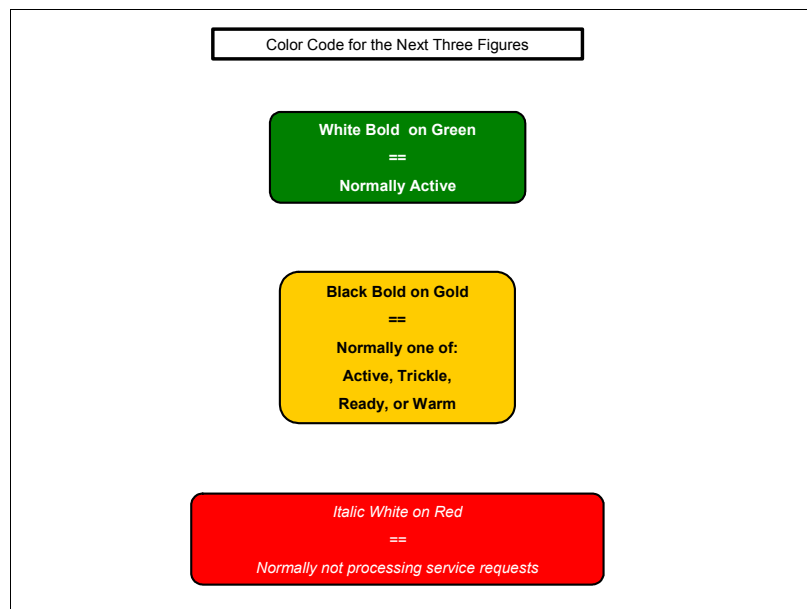 Color Code for the Next Three Figures
White Bold on Green
==
Normally Active
Black Bold on Gold
==
Normally one of:
Active, Trickle,
Ready, or Warm
Italic White on Red
==
Normally not processing service requests